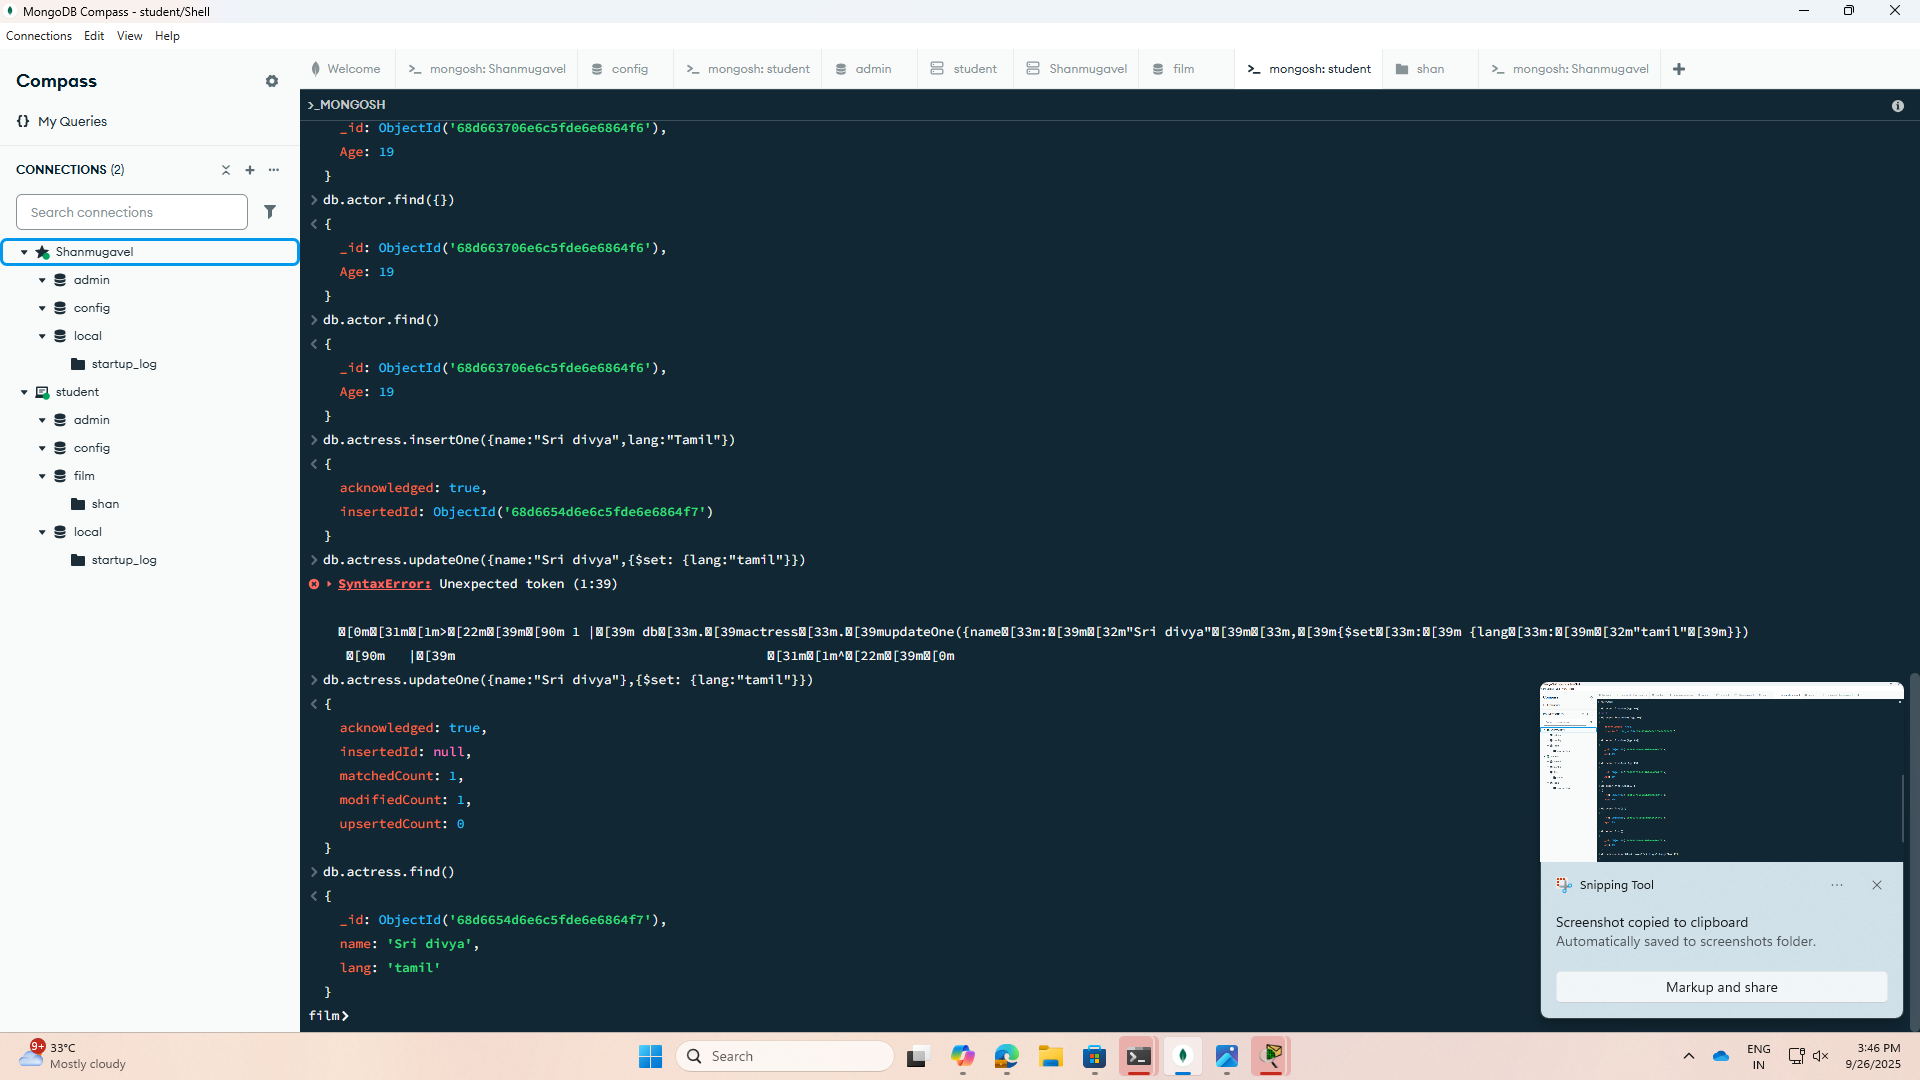 MongoDB Compass - student/Shell
Connections Edit View Help
Compass
{} My Queries
CONNECTIONS (2)
Search connections
Shanmugavel
admin
config
local
startup_log
student
admin
config
film
shan
local
startup_log
Welcome
>_ mongosh: Shanmugavel
config
>_ mongosh: student
admin
student
Shanmugavel
film
>_ mongosh: student
shan
>_ mongosh: Shanmugavel
>_MONGOSH
_id: ObjectId('68d663706e6c5fde6e6864f6'),
Age: 19
}
> db.actor.find({})
< {
_id: ObjectId('68d663706e6c5fde6e6864f6'),
Age: 19
}
> db.actor.find()
< {
_id: ObjectId('68d663706e6c5fde6e6864f6'),
Age: 19
}
> db.actress.insertOne({name:"Sri divya",lang:"Tamil"})
< {
acknowledged: true,
insertedId: ObjectId('68d6654d6e6c5fde6e6864f7')
}
> db.actress.updateOne({name:"Sri divya",{$set: {lang:"tamil"}})
SyntaxError: Unexpected token (1:39)
�[0m�[31m�[1m>�[22m�[39m�[90m 1 |�[39m db�[33m.�[39mactress�[33m.�[39mupdateOne({name�[33m:�[39m�[32m"Sri divya"�[39m�[33m,�[39m{$set�[33m:�[39m {lang�[33m:�[39m�[32m"tamil"�[39m}})
�[90m   |�[39m                                        �[31m�[1m^�[22m�[39m�[0m
> db.actress.updateOne({name:"Sri divya"},{$set: {lang:"tamil"}})
< {
acknowledged: true,
insertedId: null,
matchedCount: 1,
modifiedCount: 1,
upsertedCount: 0
}
> db.actress.find()
< {
_id: ObjectId('68d6654d6e6c5fde6e6864f7'),
name: 'Sri divya',
lang: 'tamil'
}
film>
Snipping Tool
Screenshot copied to clipboard
Automatically saved to screenshots folder.
Markup and share
9+
33°C
Mostly cloudy
Search
ENG
IN
3:46 PM
9/26/2025